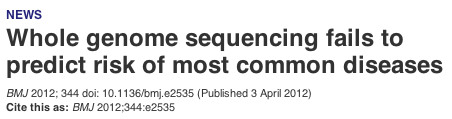 NEWS
Whole genome sequencing fails to
predict risk of most common diseases
BMJ 2012; 344 doi: 10.1136/bmj.e2535 (Published 3 April 2012)
Cite this as: BMJ 2012;344:e2535